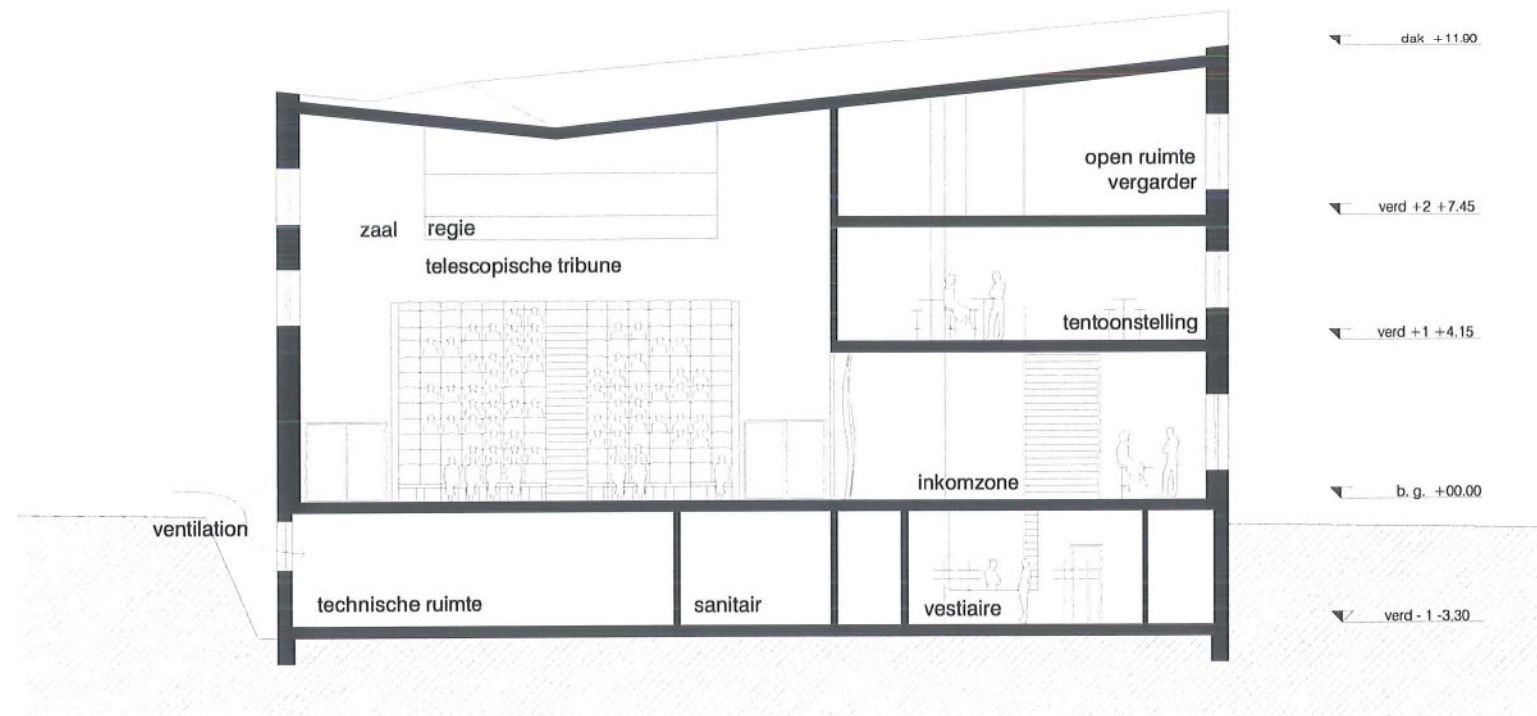 dak +11.90
open ruimte
vergarder
verd +2 +7.45
zaal
regie
telescopische tribune
tentoonstelling
verd +1 +4.15
inkomzone
b. g. +00.00
ventilation
technische ruimte
sanitair
vestiaire
verd - 1 -3.30